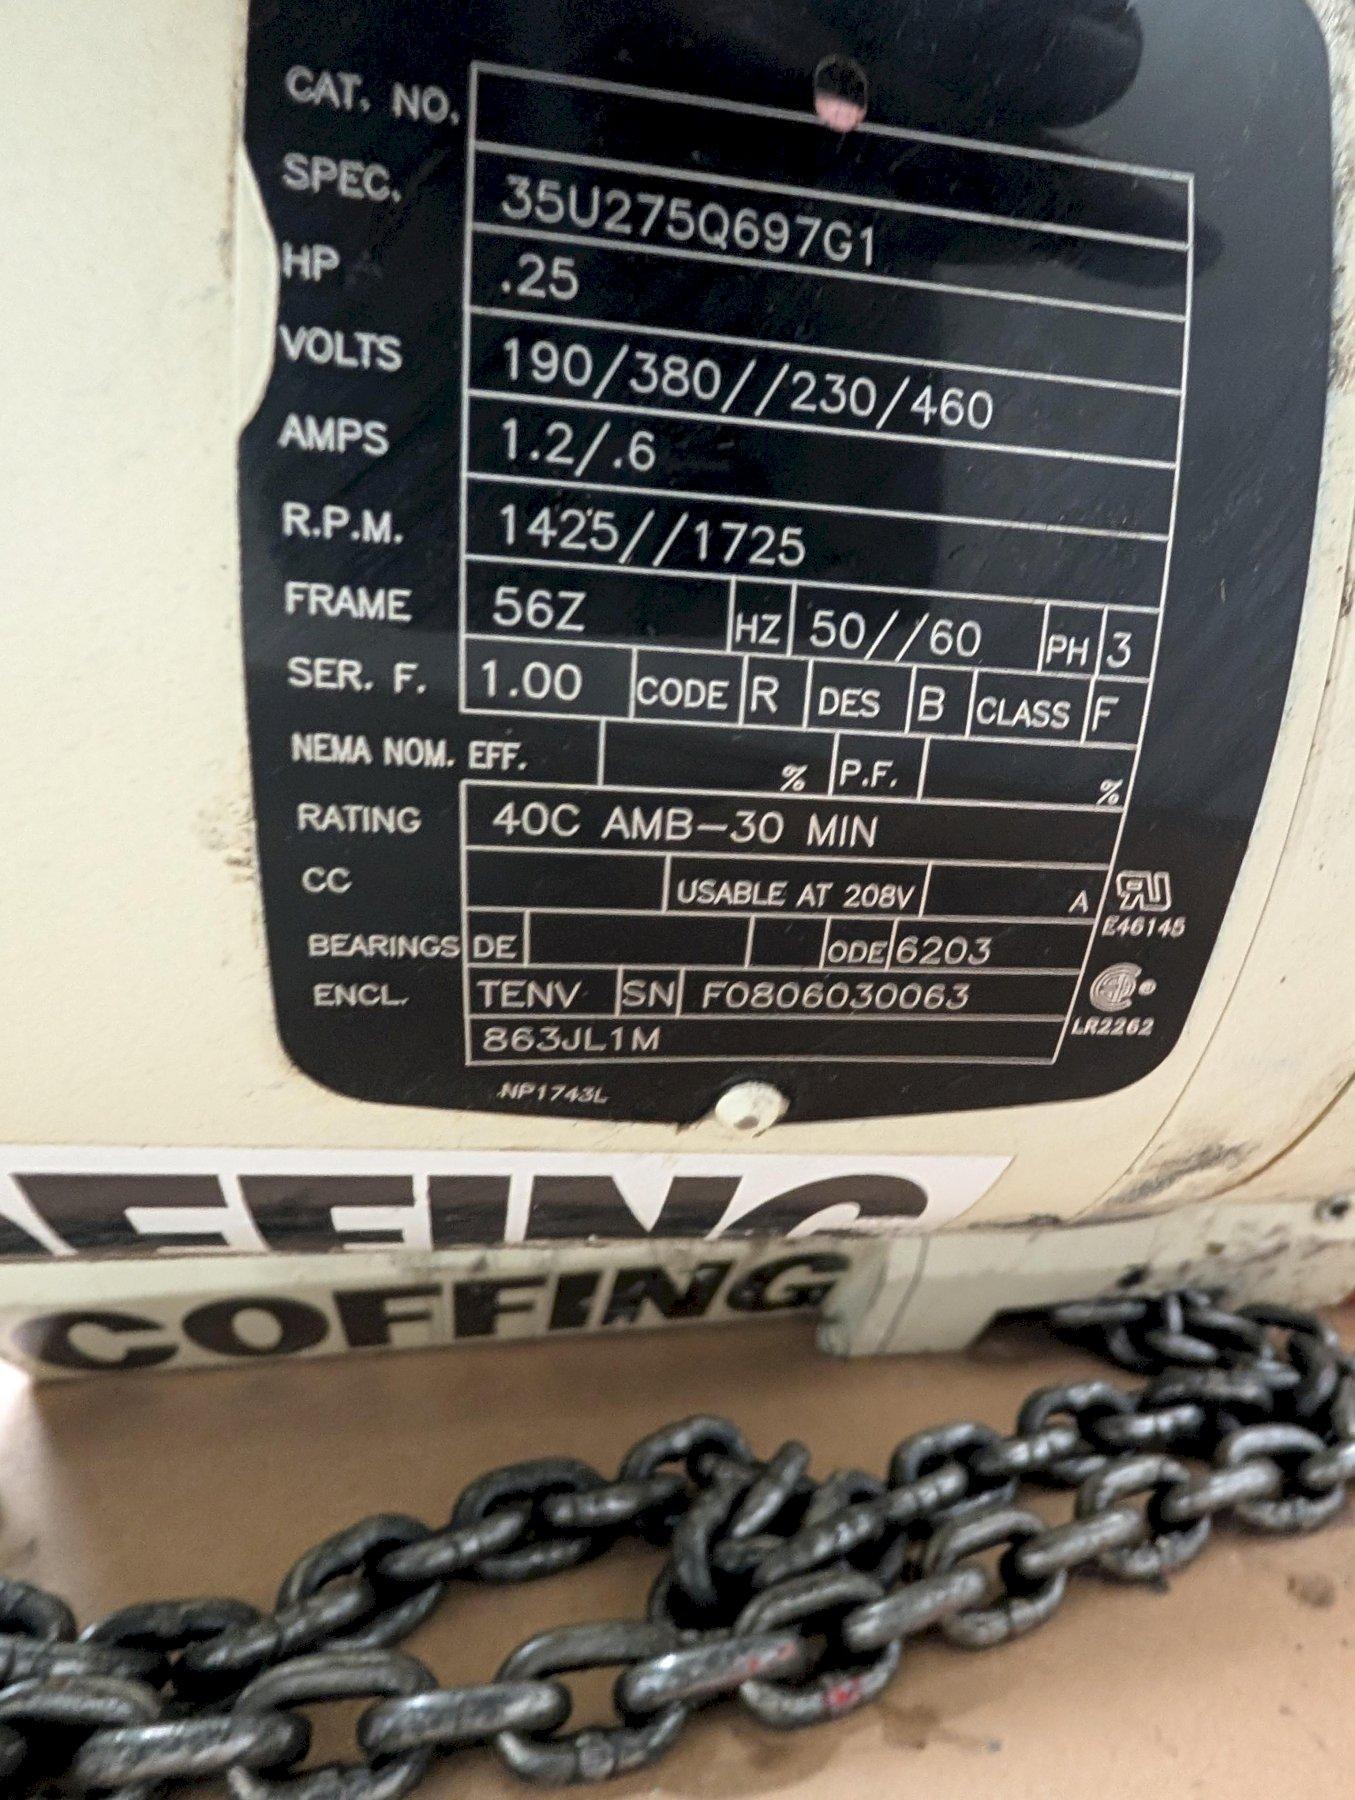 CAT. NO.
SPEC. 35U275Q697G1
HP .25
VOLTS 190/380//230/460
AMPS 1.2/.6
R.P.M. 1425//1725
FRAME 56Z HZ 50//60 PH 3
SER. F. 1.00 CODE R DES B CLASS F
NEMA NOM. EFF. % P.F. %
RATING 40C AMB-30 MIN
CC USABLE AT 208V A
E46145
BEARINGS DE ODE 6203
ENCL. TENV SN F0806030063
LR2262
863JL1M
NP1743L
FFING
COFFING